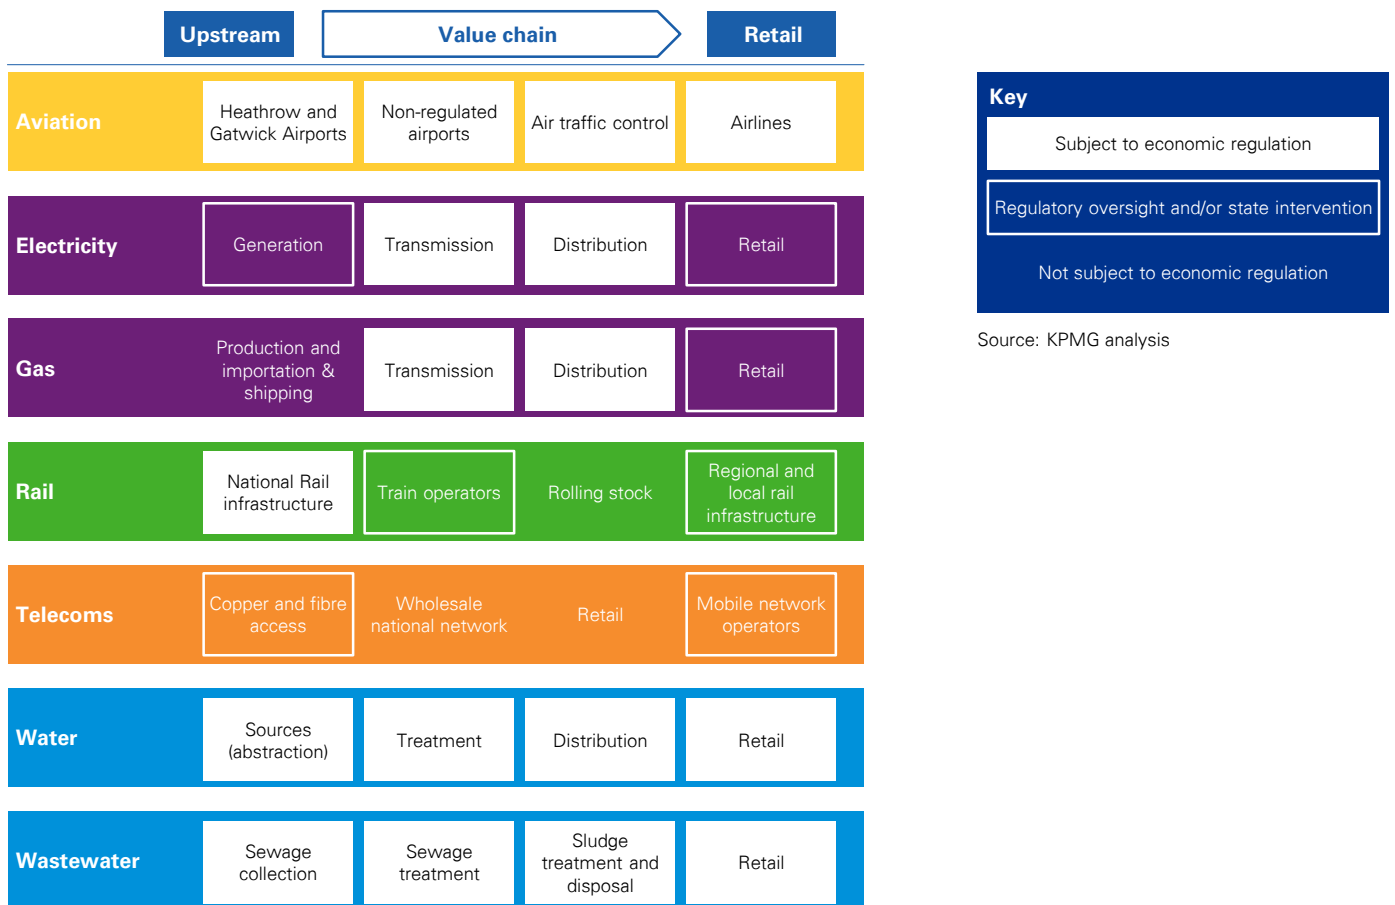 Upstream
Value chain
Retail
Aviation
Heathrow and
Gatwick Airports
Non-regulated
airports
Air traffic control
Airlines
Electricity
Generation
Transmission
Distribution
Retail
Gas
Production and
importation &
shipping
Transmission
Distribution
Retail
Rail
National Rail
infrastructure
Train operators
Rolling stock
Regional and
local rail
infrastructure
Telecoms
Copper and fibre
access
Wholesale
national network
Retail
Mobile network
operators
Water
Sources
(abstraction)
Treatment
Distribution
Retail
Wastewater
Sewage
collection
Sewage
treatment
Sludge
treatment and
disposal
Retail
Key
Subject to economic regulation
Regulatory oversight and/or state intervention
Not subject to economic regulation
Source: KPMG analysis